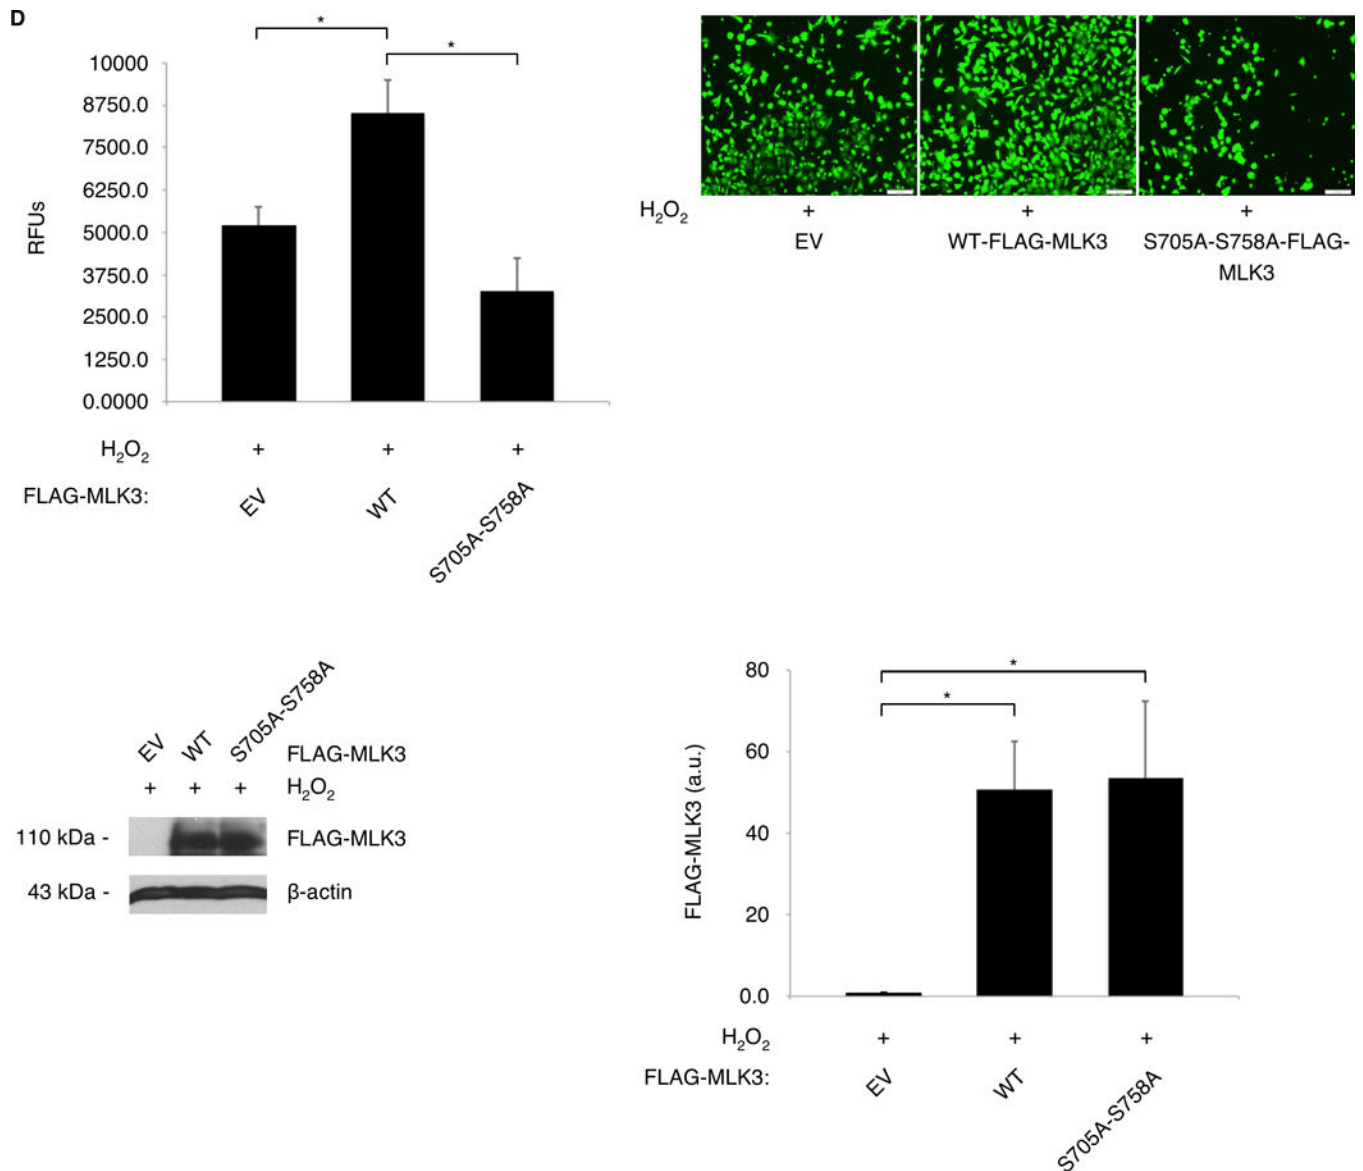 D
*
*
10000
8750.0
7500.0
6250.0
5000.0
3750.0
2500.0
1250.0
0.0000
RFUs
H₂O₂ + + +
FLAG-MLK3: EV WT S705A-S758A
H₂O₂ + + +
EV WT-FLAG-MLK3 S705A-S758A-FLAG-
MLK3
EV WT S705A-S758A FLAG-MLK3
+ + + H₂O₂
110 kDa - FLAG-MLK3
43 kDa - β-actin
*
*
80
60
40
20
0.0
FLAG-MLK3 (a.u.)
H₂O₂ + + +
FLAG-MLK3: EV WT S705A-S758A